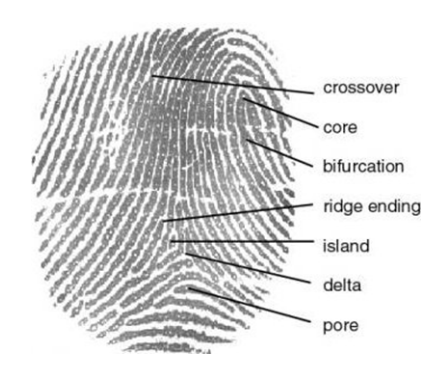 crossover
core
bifurcation
ridge ending
island
delta
pore